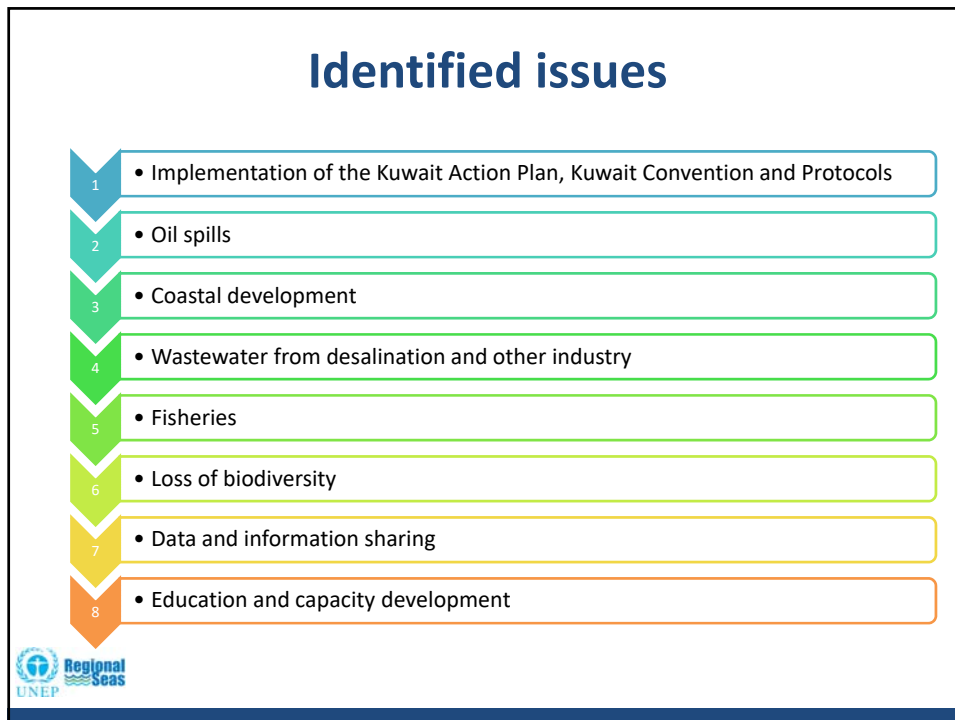 Identified issues
1
• Implementation of the Kuwait Action Plan, Kuwait Convention and Protocols
2
• Oil spills
3
• Coastal development
4
• Wastewater from desalination and other industry
5
• Fisheries
6
• Loss of biodiversity
7
• Data and information sharing
8
• Education and capacity development
UNEP
Regional
Seas